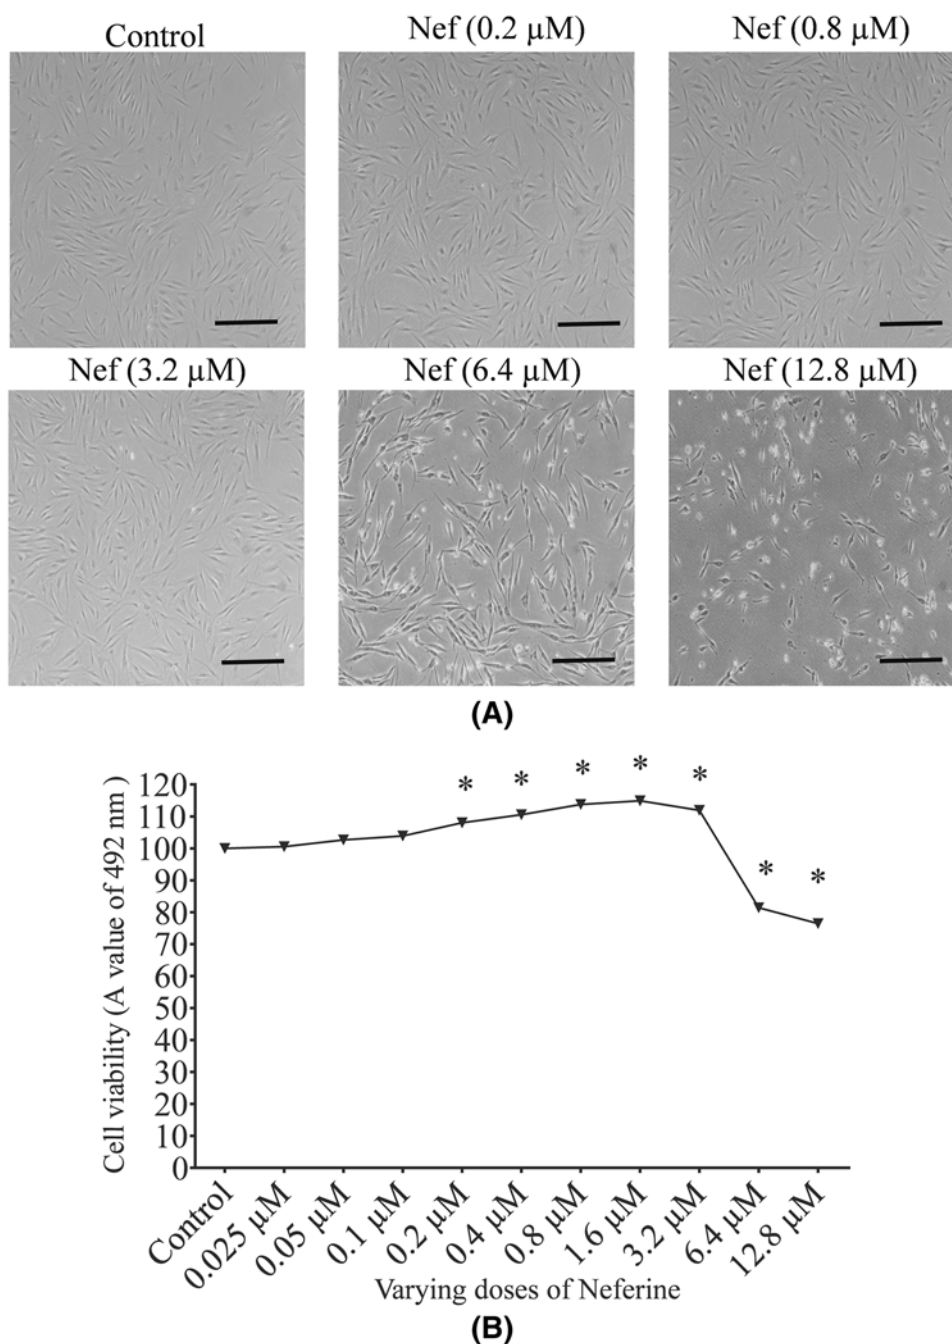 Control
Nef (0.2 μM)
Nef (0.8 μM)
Nef (3.2 μM)
Nef (6.4 μM)
Nef (12.8 μM)
(A)
Cell viability (A value of 492 nm )
120
110
100
90
80
70
60
50
40
30
20
10
0
*
*
*
*
*
*
*
Control
0.025 μM
0.05 μM
0.1 μM
0.2 μM
0.4 μM
0.8 μM
1.6 μM
3.2 μM
6.4 μM
12.8 μM
Varying doses of Neferine
(B)